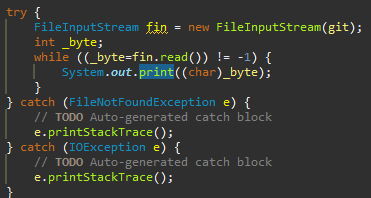 try {
FileInputStream fin = new FileInputStream(git);
int _byte;
while ((_byte=fin.read()) != -1) {
System.out.print((char)_byte);
}
} catch (FileNotFoundException e) {
// TODO Auto-generated catch block
e.printStackTrace();
} catch (IOException e) {
// TODO Auto-generated catch block
e.printStackTrace();
}